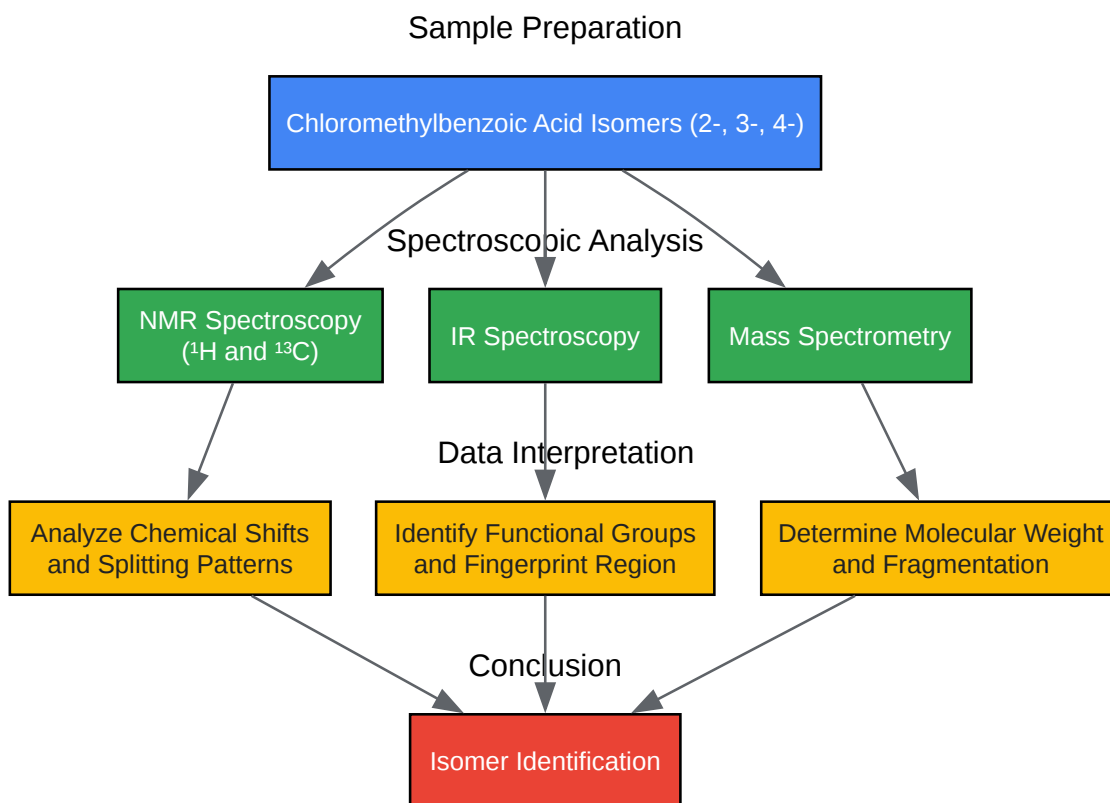 Sample Preparation
Chloromethylbenzoic Acid Isomers (2-, 3-, 4-)
Spectroscopic Analysis
NMR Spectroscopy
(¹H and ¹³C)
IR Spectroscopy
Mass Spectrometry
Data Interpretation
Analyze Chemical Shifts
and Splitting Patterns
Identify Functional Groups
and Fingerprint Region
Determine Molecular Weight
and Fragmentation
Conclusion
Isomer Identification